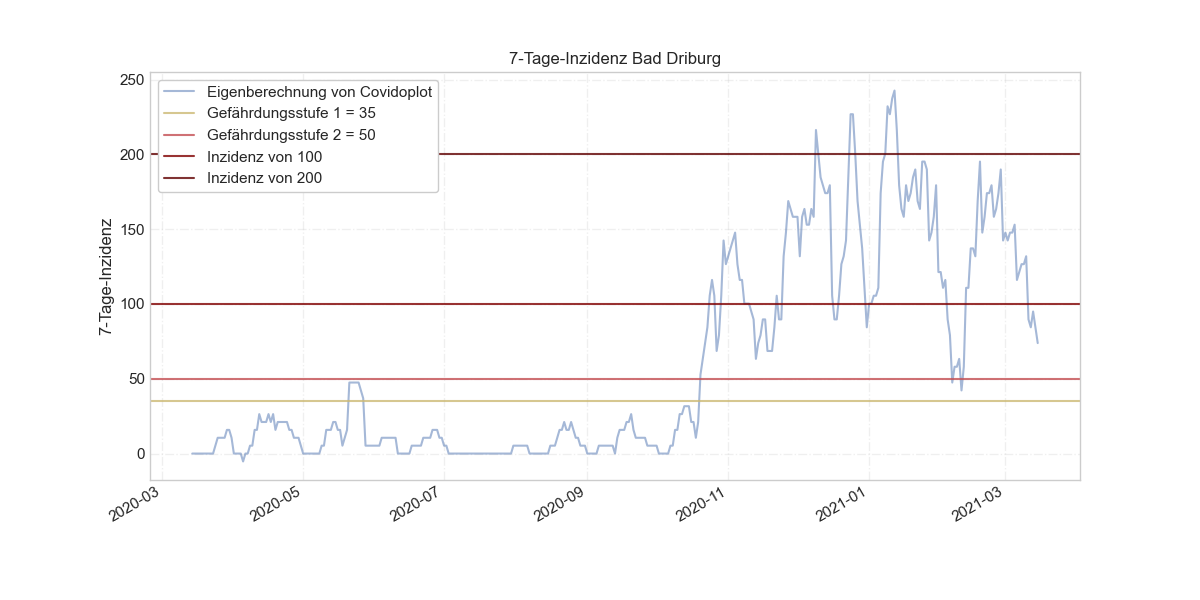 7-Tage-Inzidenz Bad Driburg
250
200
150
100
50
0
7-Tage-Inzidenz
Eigenberechnung von Covidoplot
Gefährdungsstufe 1 = 35
Gefährdungsstufe 2 = 50
Inzidenz von 100
Inzidenz von 200
2020-03
2020-05
2020-07
2020-09
2020-11
2021-01
2021-03